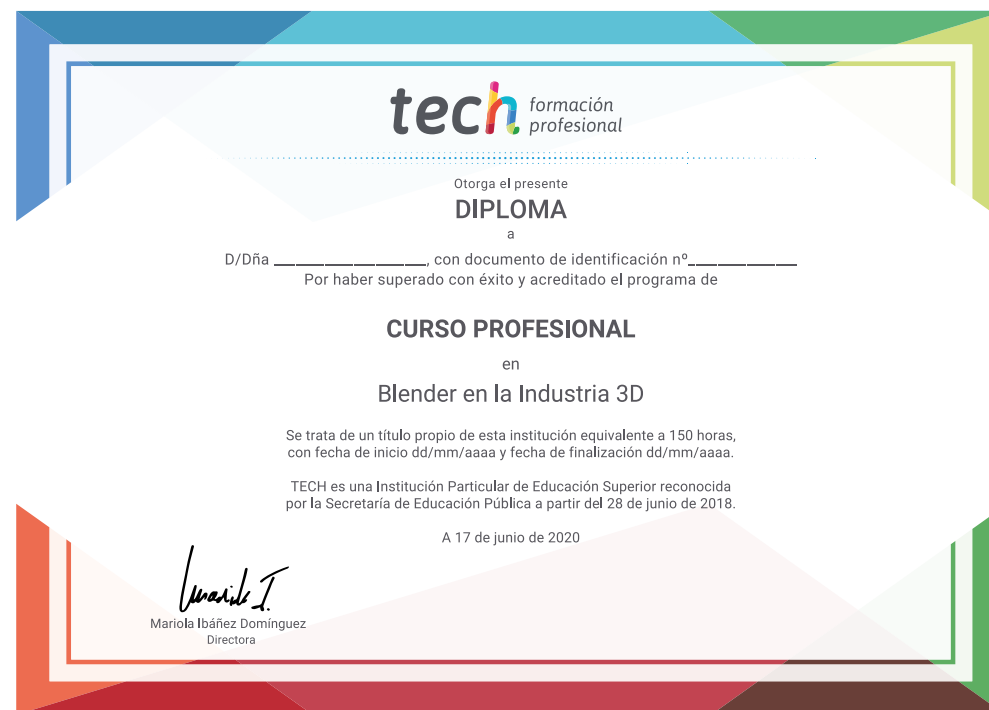 tech formación
profesional
Otorga el presente
DIPLOMA
a
D/Dña ____________________, con documento de identificación nº______________
Por haber superado con éxito y acreditado el programa de
CURSO PROFESIONAL
en
Blender en la Industria 3D
Se trata de un título propio de esta institución equivalente a 150 horas,
con fecha de inicio dd/mm/aaaa y fecha de finalización dd/mm/aaaa.
TECH es una Institución Particular de Educación Superior reconocida
por la Secretaría de Educación Pública a partir del 28 de junio de 2018.
A 17 de junio de 2020
Mariola Ibáñez Domínguez
Directora